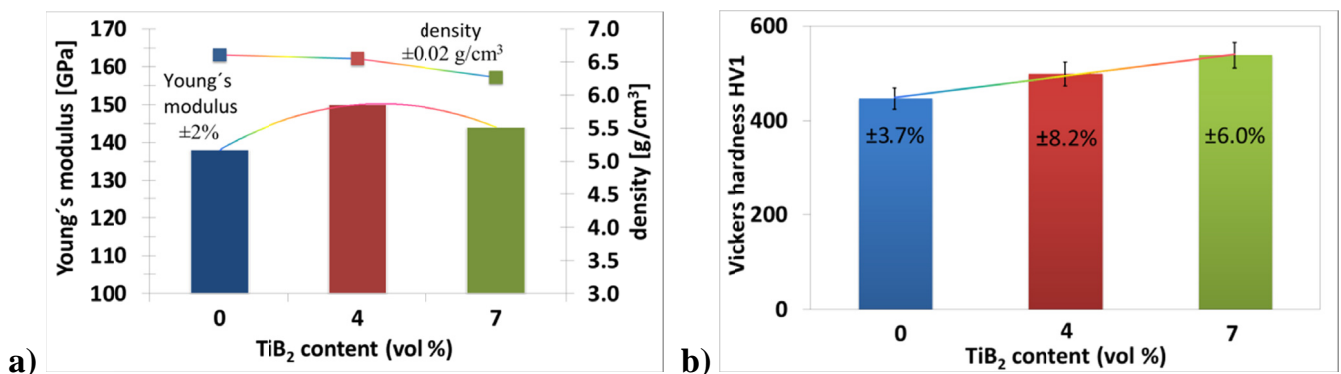 170
160
150
140
130
120
110
100
Young´s modulus [GPa]
Young´s
modulus
±2%
density
±0.02 g/cm³
7.0
6.5
6.0
5.5
5.0
4.5
4.0
3.5
3.0
density [g/cm³]
0 4 7
TiB₂ content (vol %)
a)
600
400
200
0
Vickers hardness HV1
±3.7% ±8.2% ±6.0%
0 4 7
TiB₂ content (vol %)
b)